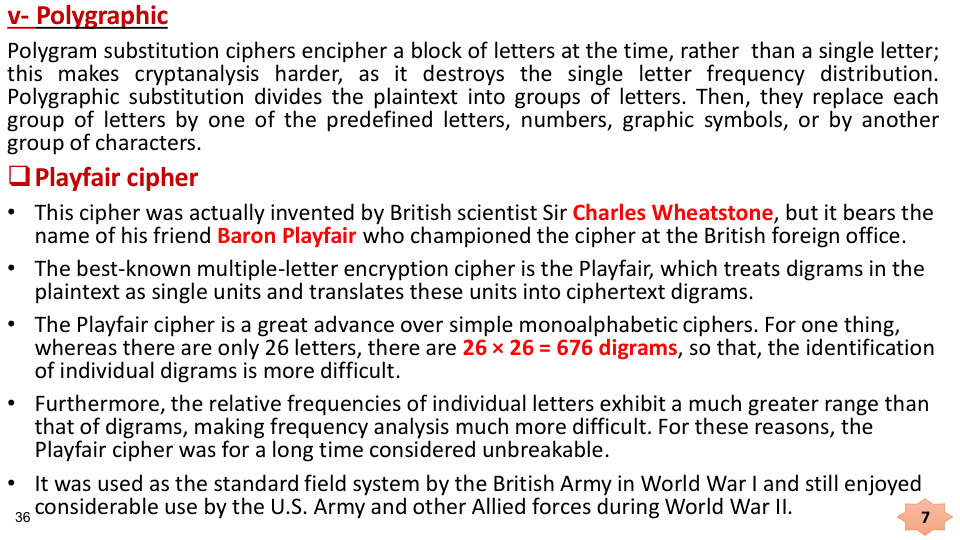 v- Polygraphic
Polygram substitution ciphers encipher a block of letters at the time, rather than a single letter;
this makes cryptanalysis harder, as it destroys the single letter frequency distribution.
Polygraphic substitution divides the plaintext into groups of letters. Then, they replace each
group of letters by one of the predefined letters, numbers, graphic symbols, or by another
group of characters.
❑ Playfair cipher
• This cipher was actually invented by British scientist Sir Charles Wheatstone, but it bears the
name of his friend Baron Playfair who championed the cipher at the British foreign office.
• The best-known multiple-letter encryption cipher is the Playfair, which treats digrams in the
plaintext as single units and translates these units into ciphertext digrams.
• The Playfair cipher is a great advance over simple monoalphabetic ciphers. For one thing,
whereas there are only 26 letters, there are 26 × 26 = 676 digrams, so that, the identification
of individual digrams is more difficult.
• Furthermore, the relative frequencies of individual letters exhibit a much greater range than
that of digrams, making frequency analysis much more difficult. For these reasons, the
Playfair cipher was for a long time considered unbreakable.
• It was used as the standard field system by the British Army in World War I and still enjoyed
considerable use by the U.S. Army and other Allied forces during World War II.
36
7